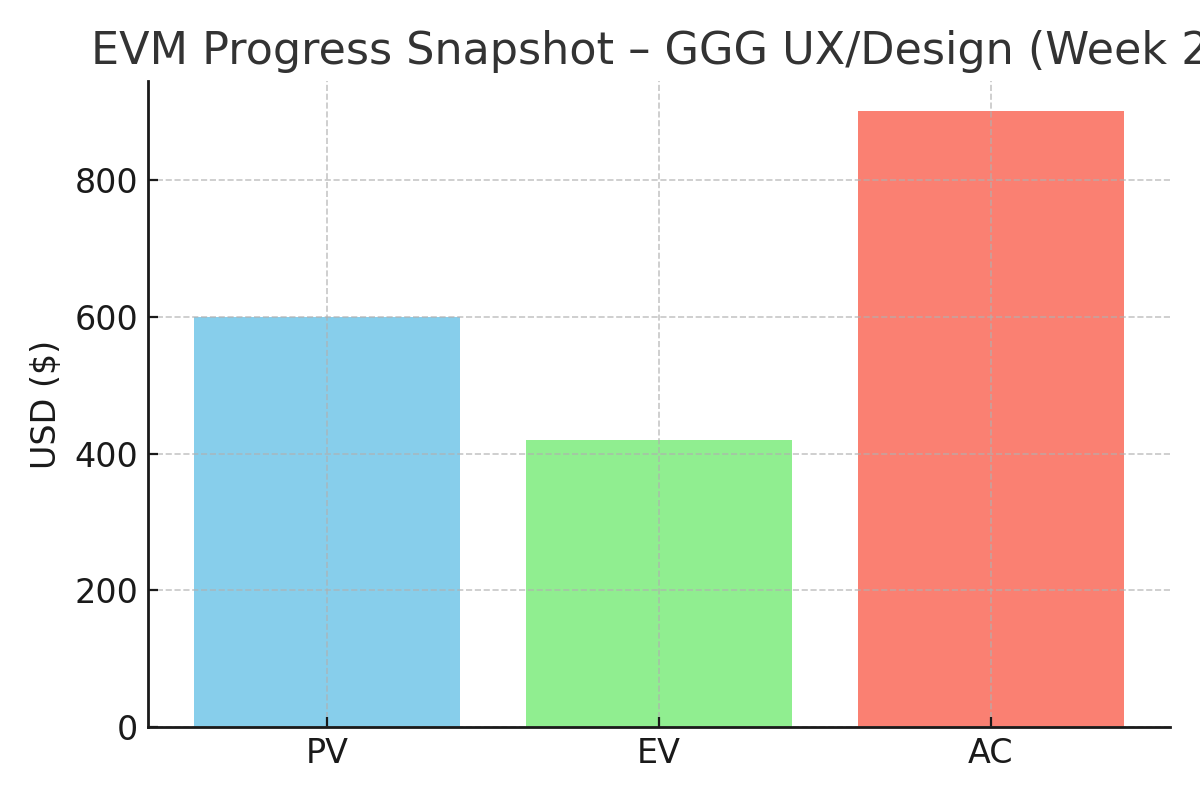 EVM Progress Snapshot – GGG UX/Design (Week 2
USD ($)
800
600
400
200
0
PV
EV
AC